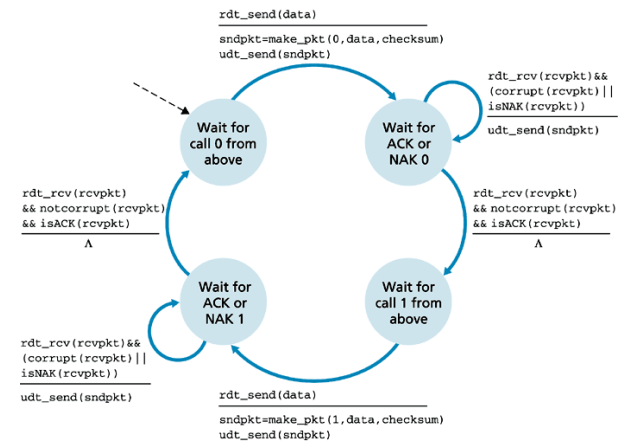 rdt_send(data)
sndpkt=make_pkt(0,data,checksum)
udt_send(sndpkt)
Wait for
call 0 from
above
Wait for
ACK or
NAK 0
rdt_rcv(rcvpkt)&&
(corrupt(rcvpkt)||
isNAK(rcvpkt))
udt_send(sndpkt)
rdt_rcv(rcvpkt)
&& notcorrupt(rcvpkt)
&& isACK(rcvpkt)
Λ
rdt_rcv(rcvpkt)
&& notcorrupt(rcvpkt)
&& isACK(rcvpkt)
Λ
Wait for
ACK or
NAK 1
Wait for
call 1 from
above
rdt_rcv(rcvpkt)&&
(corrupt(rcvpkt)||
isNAK(rcvpkt))
udt_send(sndpkt)
rdt_send(data)
sndpkt=make_pkt(1,data,checksum)
udt_send(sndpkt)